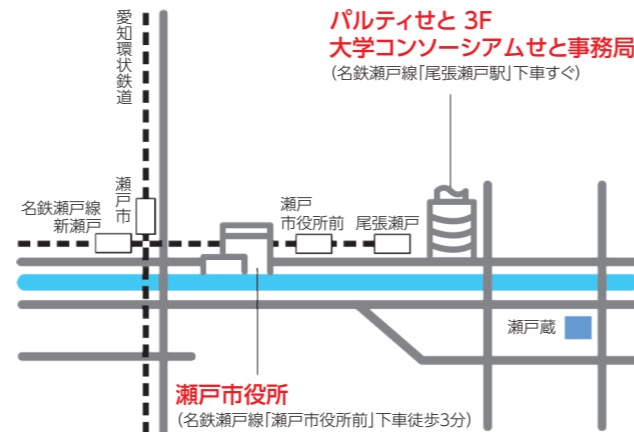 愛知環状鉄道
パルティせと 3F
大学コンソーシアムせと事務局
(名鉄瀬戸線「尾張瀬戸駅」下車すぐ)
瀬戸市
名鉄瀬戸線
新瀬戸
瀬戸
市役所前
尾張瀬戸
瀬戸蔵
瀬戸市役所
(名鉄瀬戸線「瀬戸市役所前」下車徒歩3分)